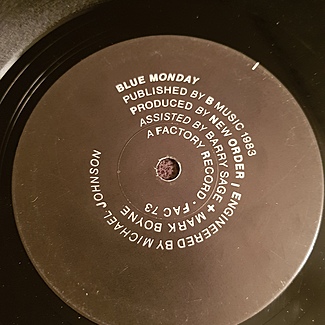 BLUE MONDAY
PUBLISHED BY B MUSIC 1983
PRODUCED BY NEW ORDER / ENGINEERED BY MICHAEL JOHNSON
ASSISTED BY BARRY SAGE + MARK BOYNE
A FACTORY RECORD · FAC 73